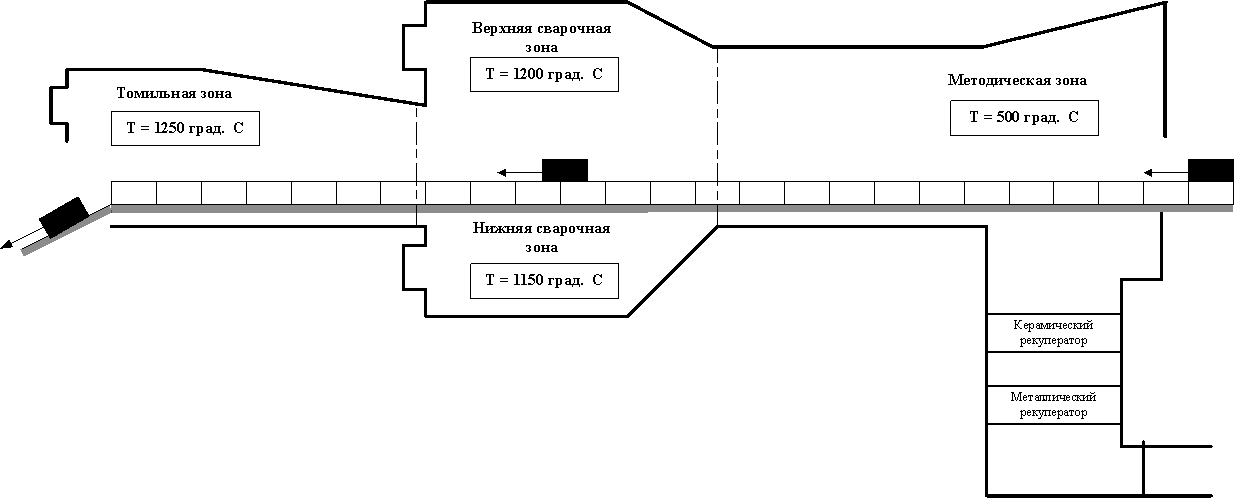 Верхняя сварочная
зона
T = 1200 град. С
Томильная зона
T = 1250 град. С
Методическая зона
T = 500 град. С
Нижняя сварочная
зона
T = 1150 град. С
Керамический
рекуператор
Металлический
рекуператор